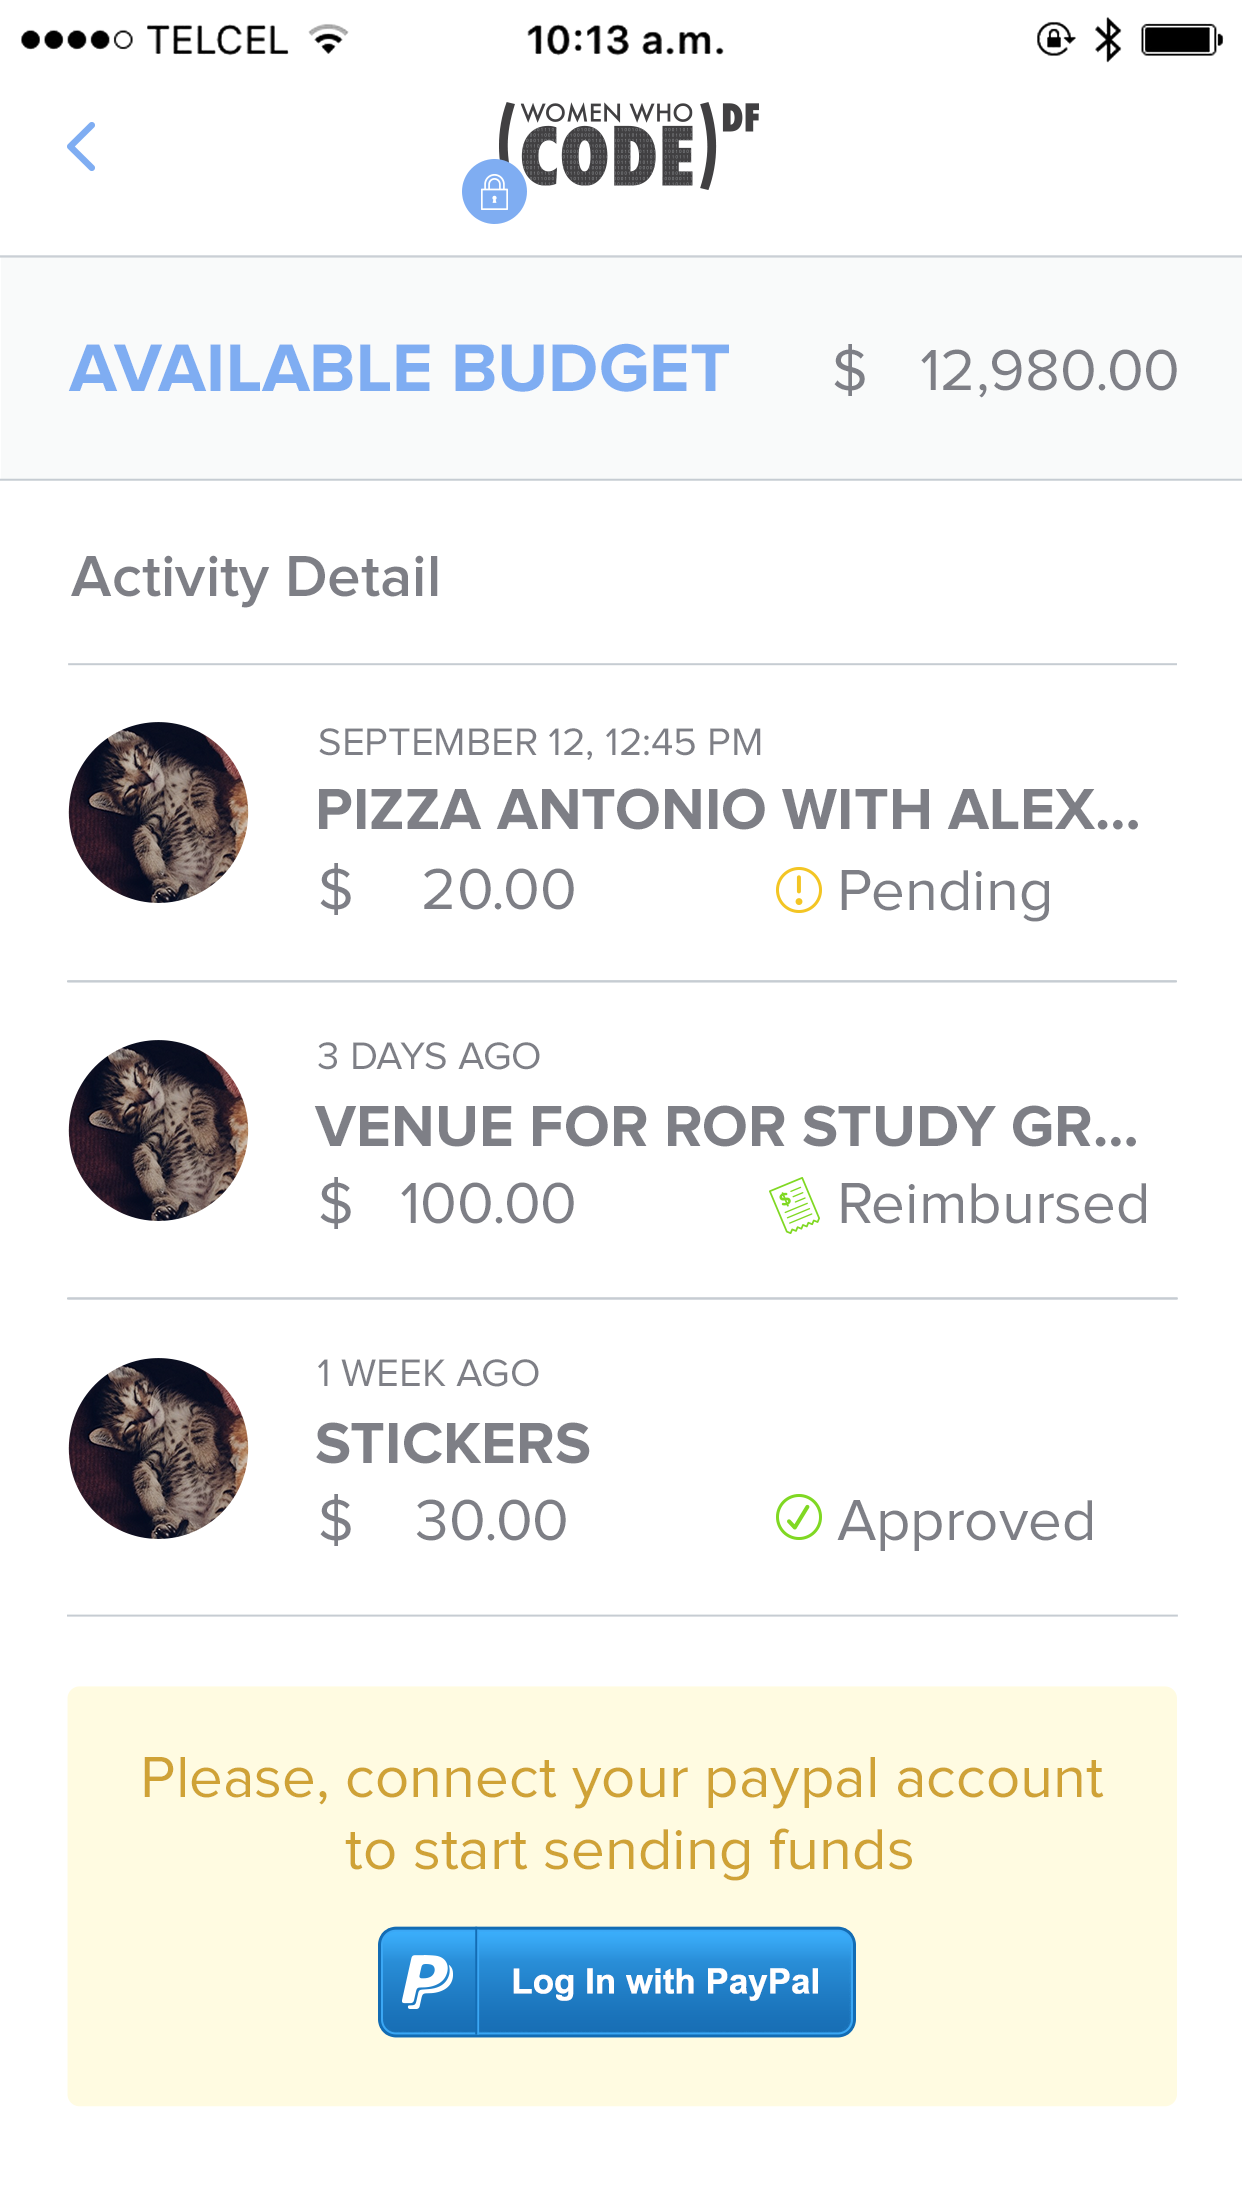 TELCEL 10:13 a.m.
WOMEN WHO
CODE DF
AVAILABLE BUDGET $ 12,980.00
Activity Detail
SEPTEMBER 12, 12:45 PM
PIZZA ANTONIO WITH ALEX...
$ 20.00 Pending
3 DAYS AGO
VENUE FOR ROR STUDY GR...
$ 100.00 Reimbursed
1 WEEK AGO
STICKERS
$ 30.00 Approved
Please, connect your paypal account
to start sending funds
Log In with PayPal